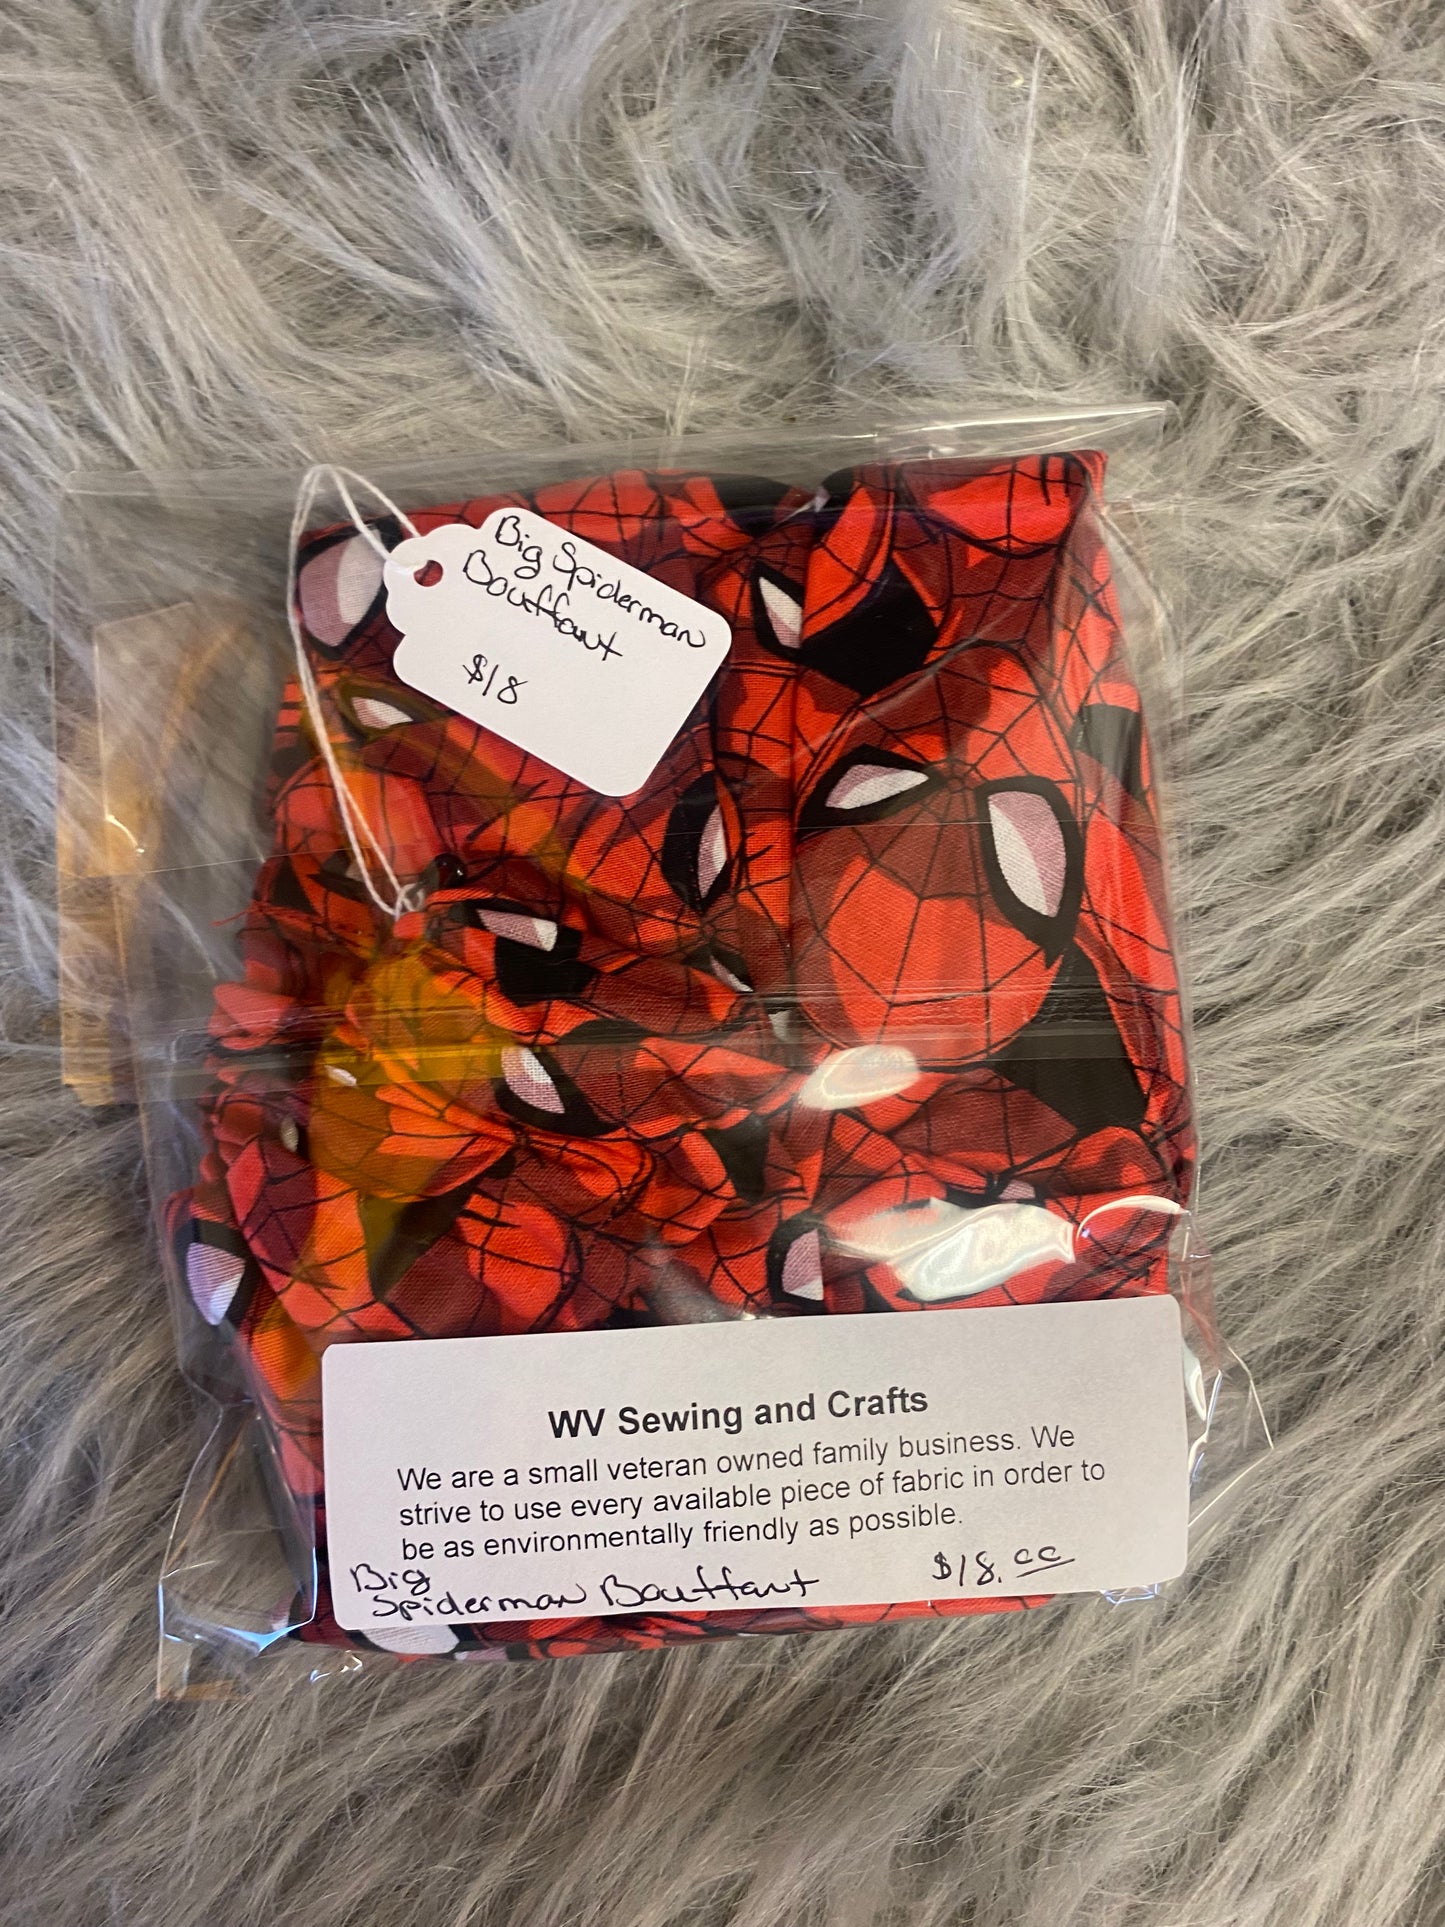 Big Spiderman
Bouffant
$18
WV Sewing and Crafts
We are a small veteran owned family business. We
strive to use every available piece of fabric in order to
be as environmentally friendly as possible.
Big
Spiderman Bouffant $18.00